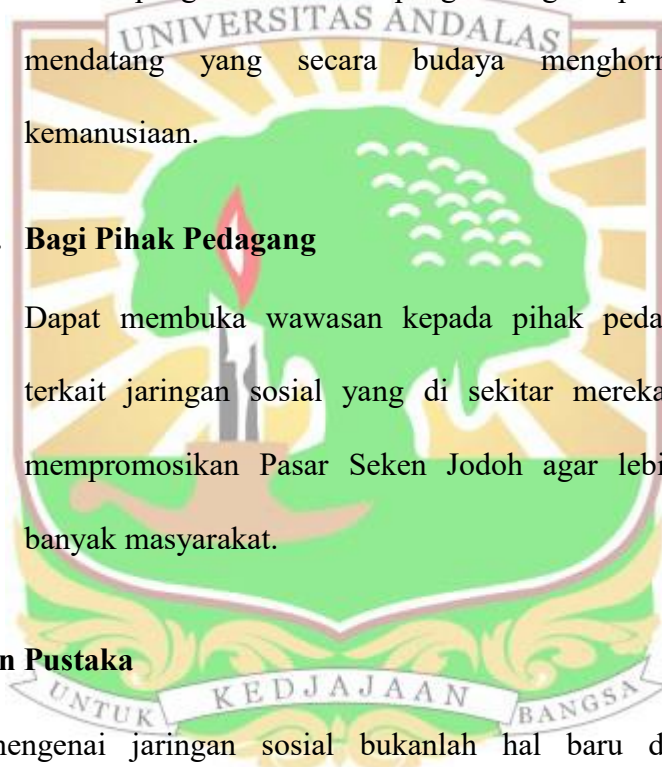 UNIVERSITAS ANDALAS
mendatang yang secara budaya
kemanusiaan.
Bagi Pihak Pedagang
Dapat membuka wawasan kepada pihak
terkait jaringan sosial yang di sekitar mereka
mempromosikan Pasar Seken Jodoh agar
banyak masyarakat.
Pustaka
UNTUK KEDJAJAAN BANGSA
mengenai jaringan sosial bukanlah hal baru